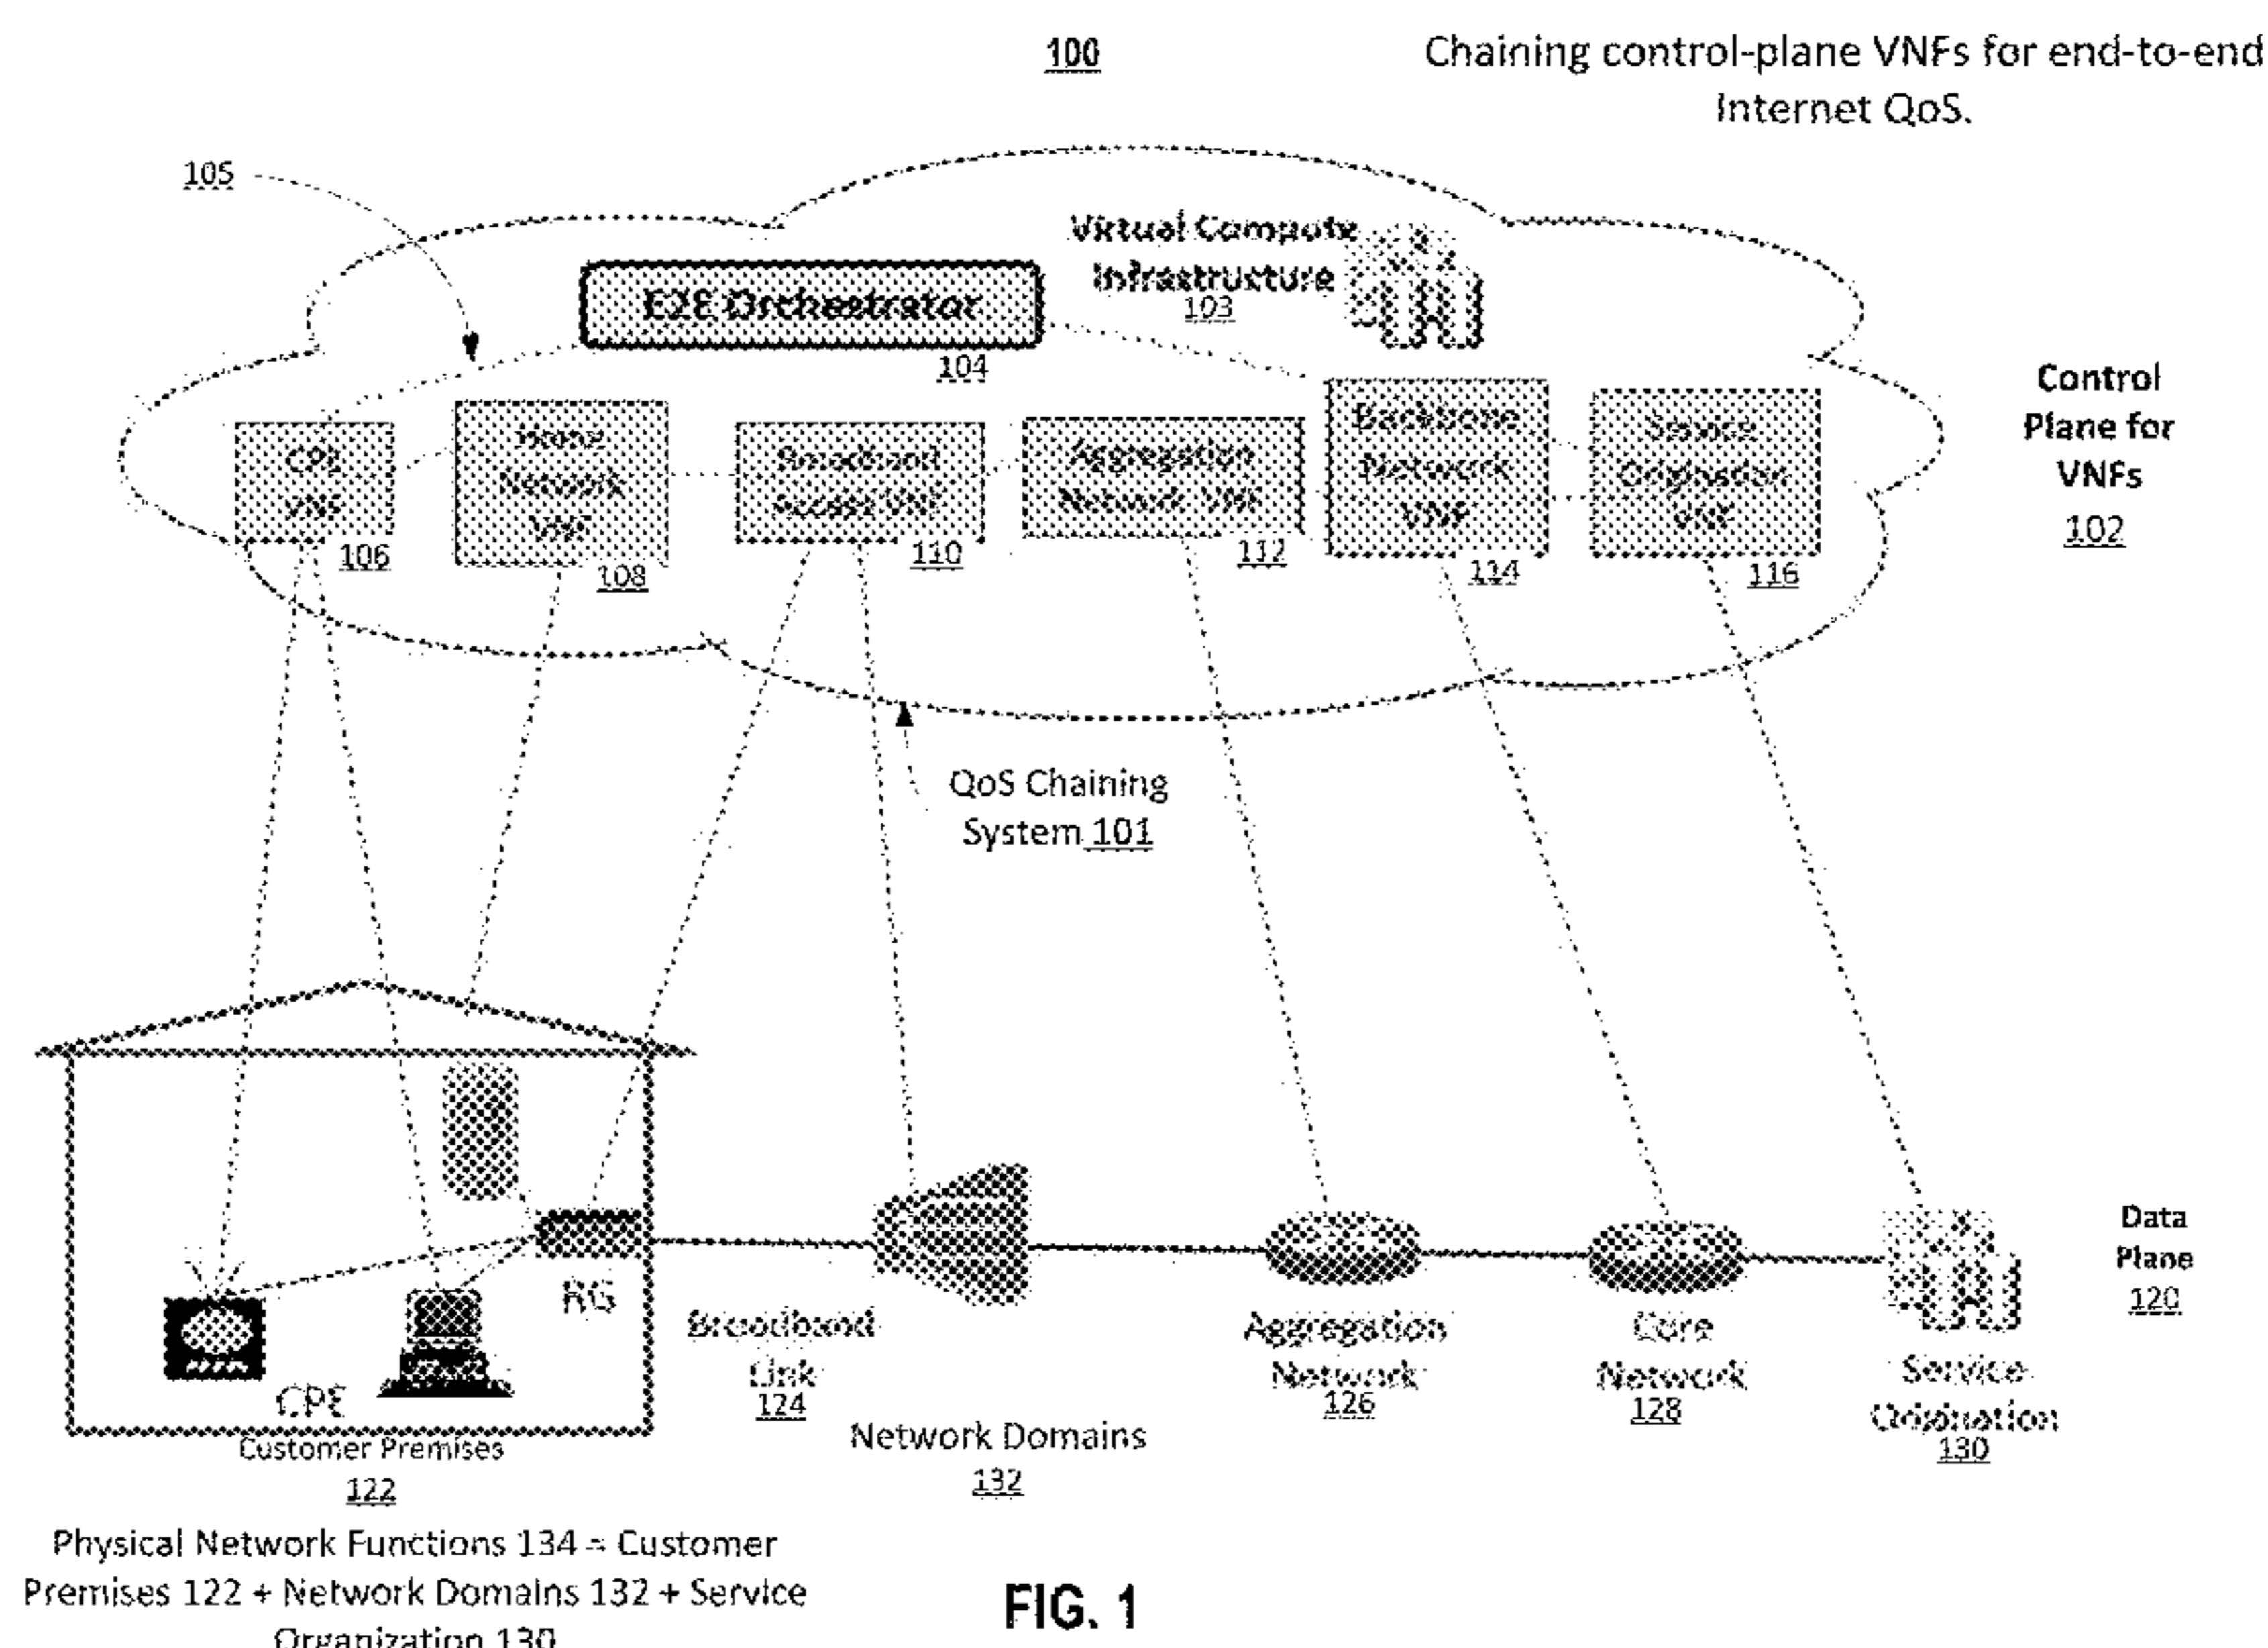 100
Chaining control-plane VNFs for end-to-end
Internet QoS.
105
Virtual Compute
Infrastructure
103
E2E Orchestrator
104
Control
Plane for
VNFs
102
CPE
VNF
106
Home
Network
VNF
108
Broadband
Access VNF
110
Aggregation
Network VNF
112
Backbone
Network
VNF
114
Service
Origination
VNF
116
QoS Chaining
System 101
RG
CPE
Customer Premises
122
Broadband
Link
124
Network Domains
132
Aggregation
Network
126
Core
Network
128
Service
Origination
130
Data
Plane
120
Physical Network Functions 134 = Customer
Premises 122 + Network Domains 132 + Service
Organization 130
FIG. 1